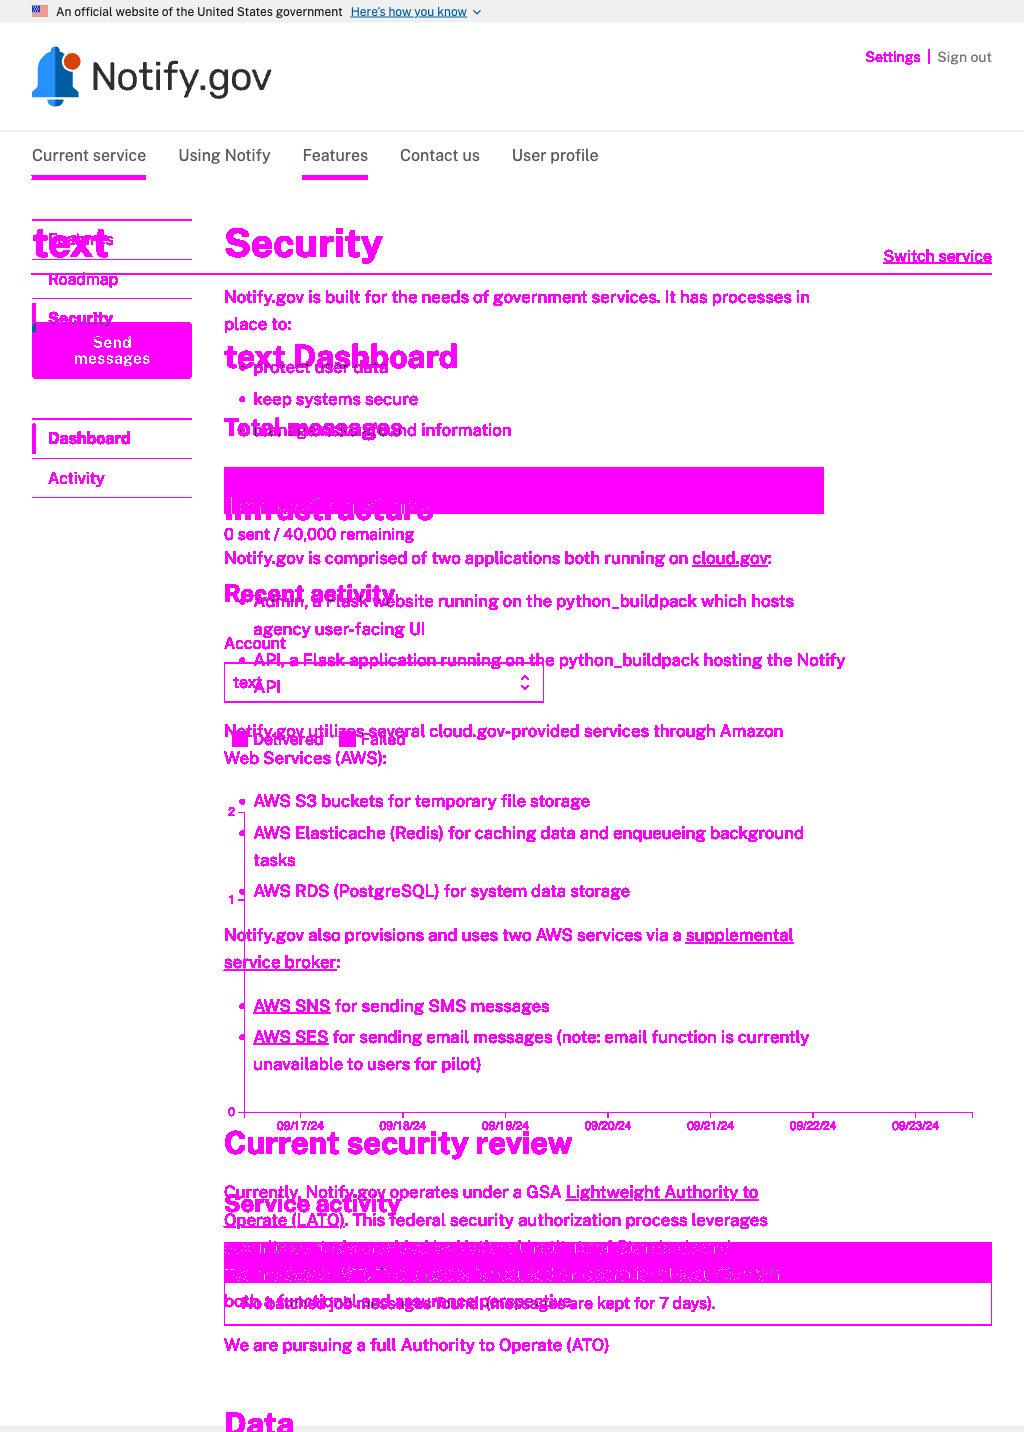 An official website of the United States government Here's how you know
Notify.gov
Settings Sign out
Current service Using Notify Features Contact us User profile
text
Features
Roadmap
Security
Send
messages
Dashboard
Activity
Security
Switch service
Notify.gov is built for the needs of government services. It has processes in
place to:
text Dashboard
protect user data
keep systems secure
Total messages
and information
Infrastructure
0 sent / 40,000 remaining
Notify.gov is comprised of two applications both running on cloud.gov:
Recent activity
Admin, a Flask website running on the python_buildpack which hosts
agency user-facing UI
Account
API, a Flask application running on the python_buildpack hosting the Notify
API
text
Notify.gov utilizes several cloud.gov-provided services through Amazon
Delivered Failed
Web Services (AWS):
AWS S3 buckets for temporary file storage
2
AWS Elasticache (Redis) for caching data and enqueueing background
tasks
AWS RDS (PostgreSQL) for system data storage
1
Notify.gov also provisions and uses two AWS services via a supplemental
service broker:
AWS SNS for sending SMS messages
AWS SES for sending email messages (note: email function is currently
unavailable to users for pilot)
0
09/17/24 09/18/24 09/19/24 09/20/24 09/21/24 09/22/24 09/23/24
Current security review
Currently, Notify.gov operates under a GSA Lightweight Authority to
Service activity
Operate (LATO). This federal security authorization process leverages
both a functional and assurance perspective.
No batched job messages found (messages are kept for 7 days).
We are pursuing a full Authority to Operate (ATO)
Data